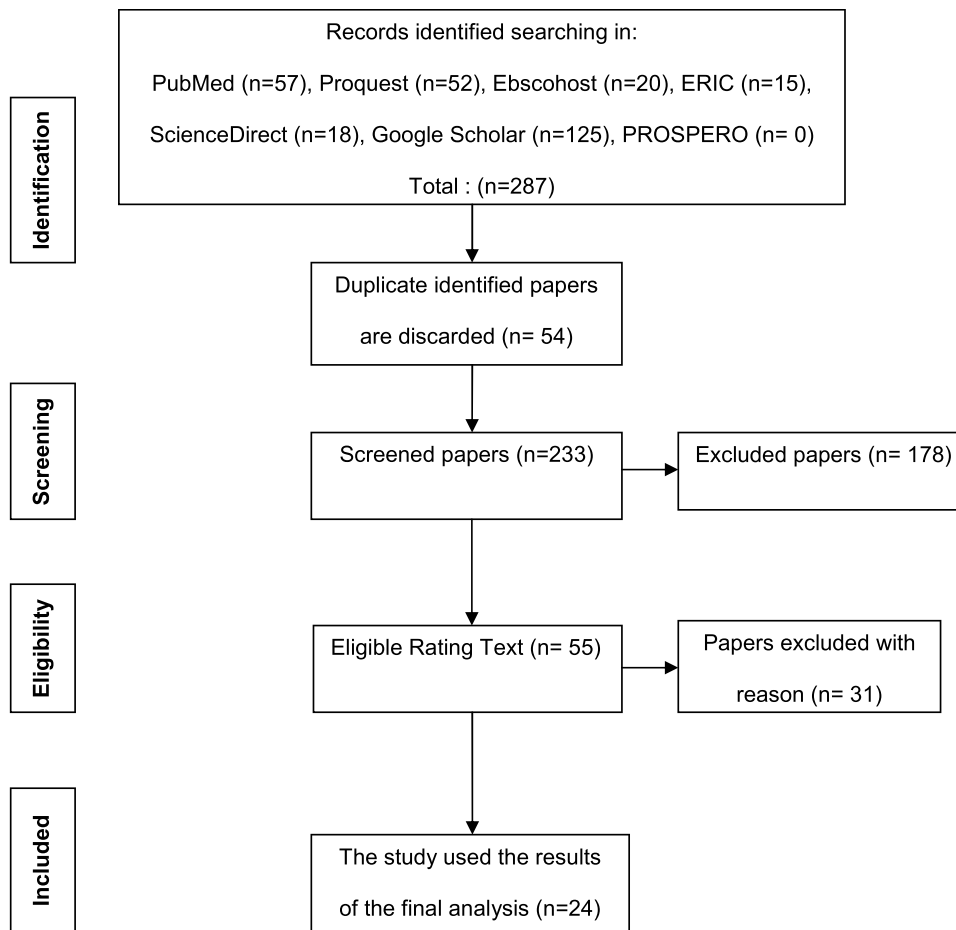 Records identified searching in:
PubMed (n=57), Proquest (n=52), Ebscohost (n=20), ERIC (n=15),
ScienceDirect (n=18), Google Scholar (n=125), PROSPERO (n= 0)
Total : (n=287)
Identification
Duplicate identified papers
are discarded (n= 54)
Screening
Screened papers (n=233)
Excluded papers (n= 178)
Eligibility
Eligible Rating Text (n= 55)
Papers excluded with
reason (n= 31)
Included
The study used the results
of the final analysis (n=24)